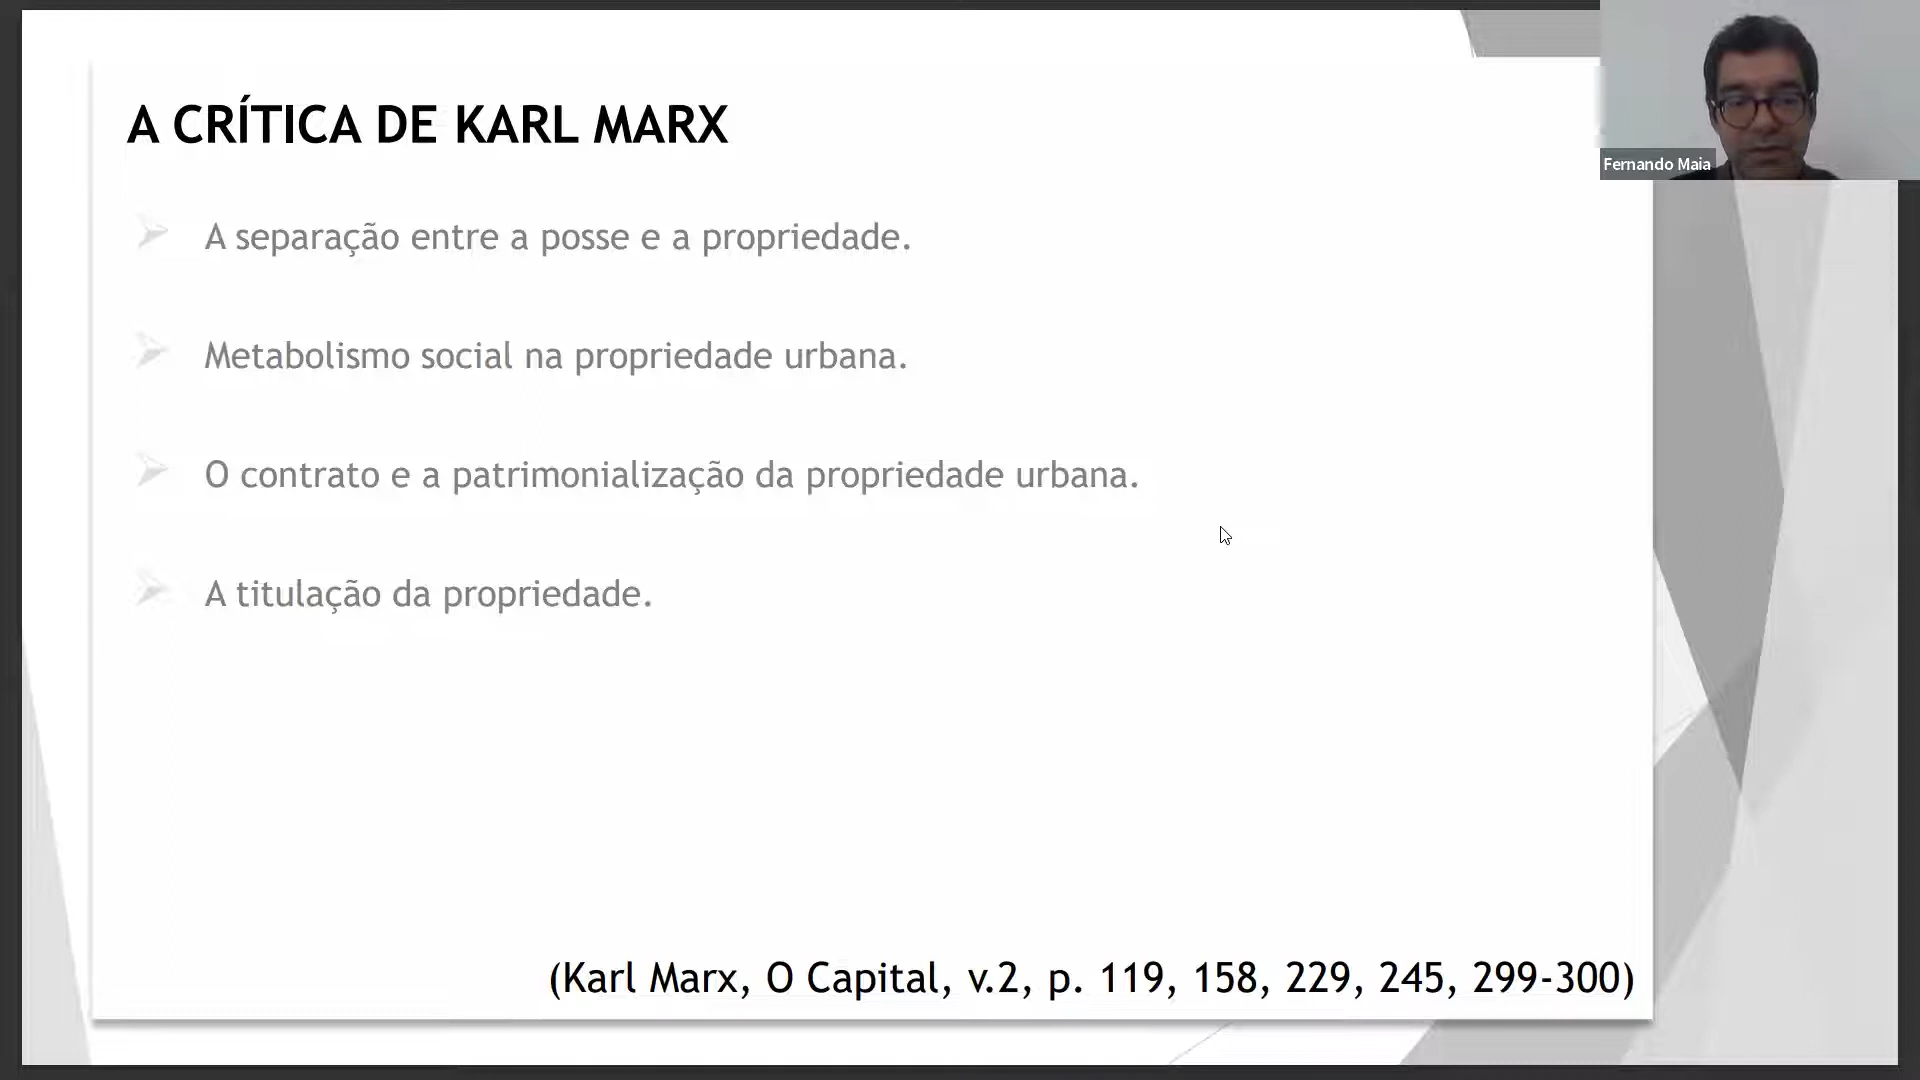 A CRÍTICA DE KARL MARX
Fernando Maia
A separação entre a posse e a propriedade.
Metabolismo social na propriedade urbana.
O contrato e a patrimonialização da propriedade urbana.
A titulação da propriedade.
(Karl Marx, O Capital, v.2, p. 119, 158, 229, 245, 299-300)